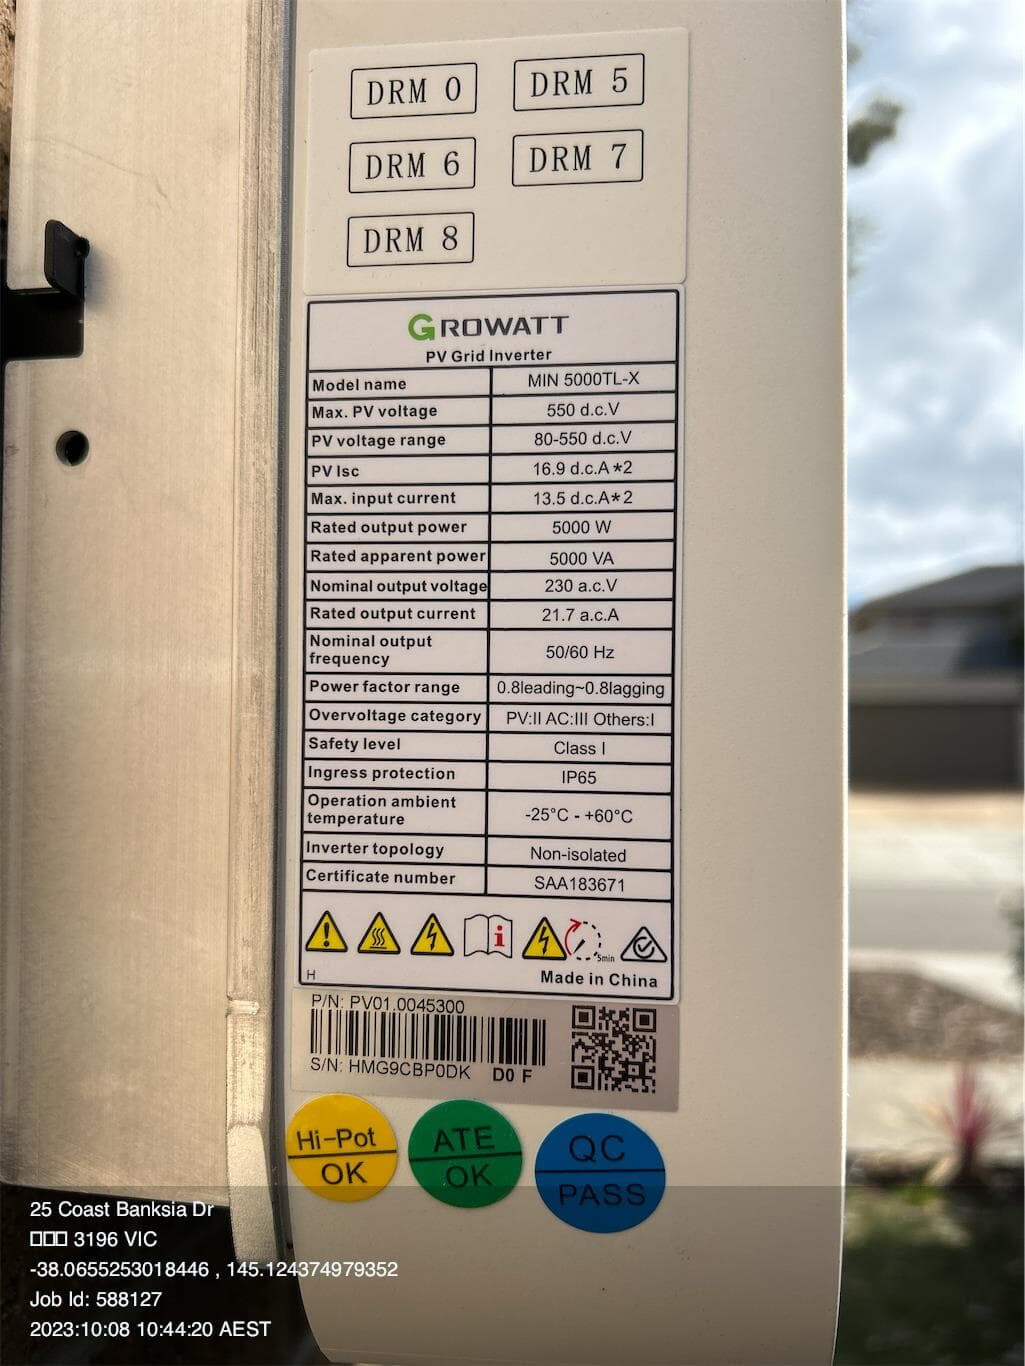 DRM 0 DRM 5
DRM 6 DRM 7
DRM 8
GROWATT
PV Grid Inverter
Model name MIN 5000TL-X
Max. PV voltage 550 d.c.V
PV voltage range 80-550 d.c.V
PV Isc 16.9 d.c.A*2
Max. input current 13.5 d.c.A*2
Rated output power 5000 W
Rated apparent power 5000 VA
Nominal output voltage 230 a.c.V
Rated output current 21.7 a.c.A
Nominal output
frequency 50/60 Hz
Power factor range 0.8leading~0.8lagging
Overvoltage category PV:II AC:III Others:I
Safety level Class I
Ingress protection IP65
Operation ambient
temperature -25°C - +60°C
Inverter topology Non-isolated
Certificate number SAA183671
5min
H Made in China
P/N: PV01.0045300
S/N: HMG9CBP0DK D0 F
Hi-Pot
OK
ATE
OK
QC
PASS
25 Coast Banksia Dr
□□□ 3196 VIC
-38.0655253018446 , 145.124374979352
Job Id: 588127
2023:10:08 10:44:20 AEST